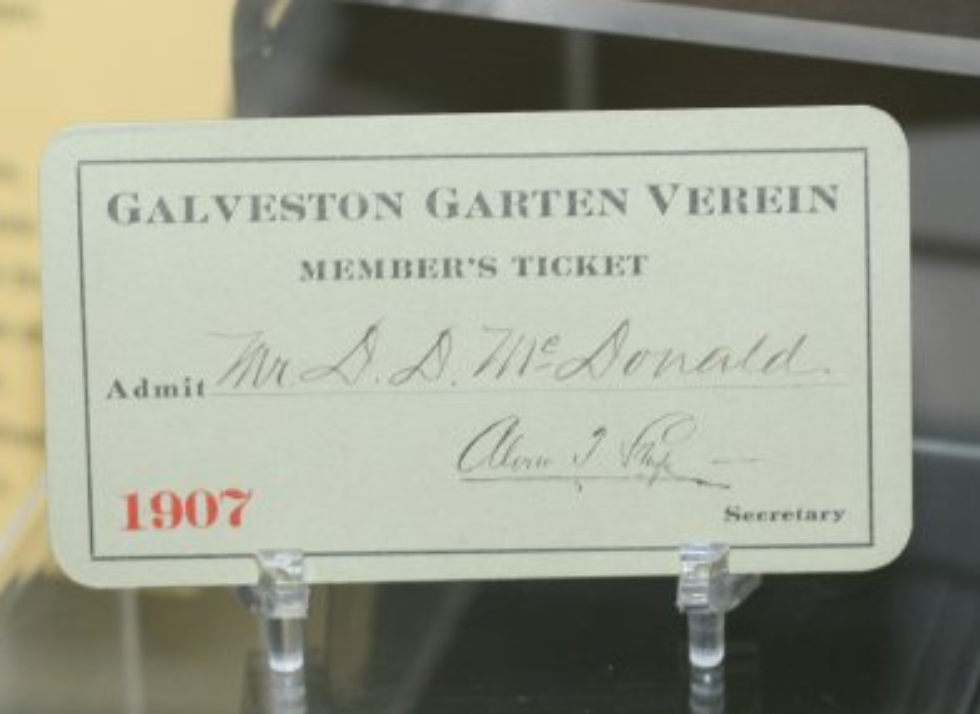 GALVESTON GARTEN VEREIN
MEMBER'S TICKET
Admit Mr. D. D. McDonald.
1907
Secretary